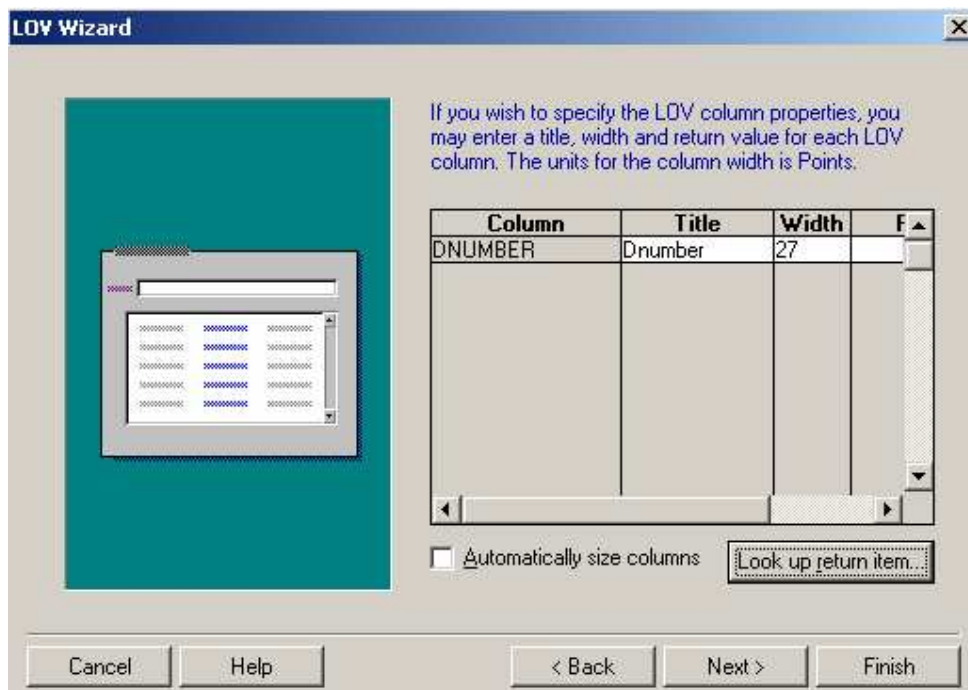 LOV Wizard
If you wish to specify the LOV column properties, you
may enter a title, width and return value for each LOV
column. The units for the column width is Points.
Column Title Width
DNUMBER Dnumber 27
Automatically size columns Look up return item...
Cancel Help < Back Next > Finish